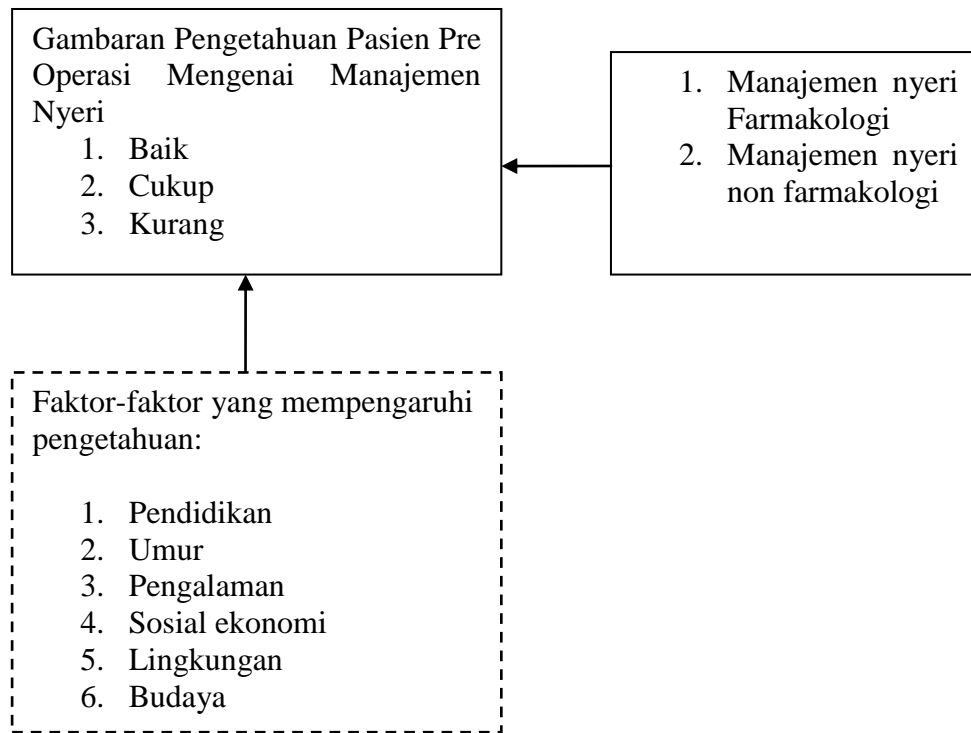 Gambaran Pengetahuan Pasien Pre
Operasi Mengenai Manajemen
Nyeri
1. Baik
2. Cukup
3. Kurang
1. Manajemen nyeri
Farmakologi
2. Manajemen nyeri
non farmakologi
Faktor-faktor yang mempengaruhi
pengetahuan:
1. Pendidikan
2. Umur
3. Pengalaman
4. Sosial ekonomi
5. Lingkungan
6. Budaya